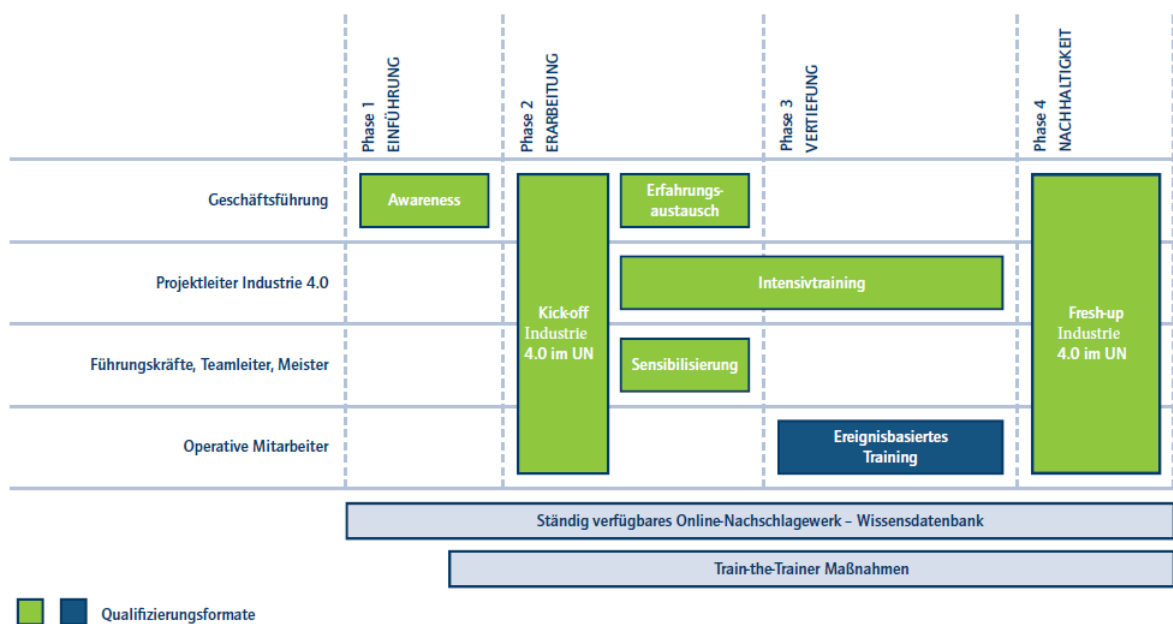 Phase 1
EINFÜHRUNG
Phase 2
ERARBEITUNG
Phase 3
VERTIEFUNG
Phase 4
NACHHALTIGKEIT
Geschäftsführung
Awareness
Erfahrungs-
austausch
Projektleiter Industrie 4.0
Intensivtraining
Kick-off
Industrie
4.0 im UN
Fresh-up
Industrie
4.0 im UN
Führungskräfte, Teamleiter, Meister
Sensibilisierung
Operative Mitarbeiter
Ereignisbasiertes
Training
Ständig verfügbares Online-Nachschlagewerk – Wissensdatenbank
Train-the-Trainer Maßnahmen
Qualifizierungsformate